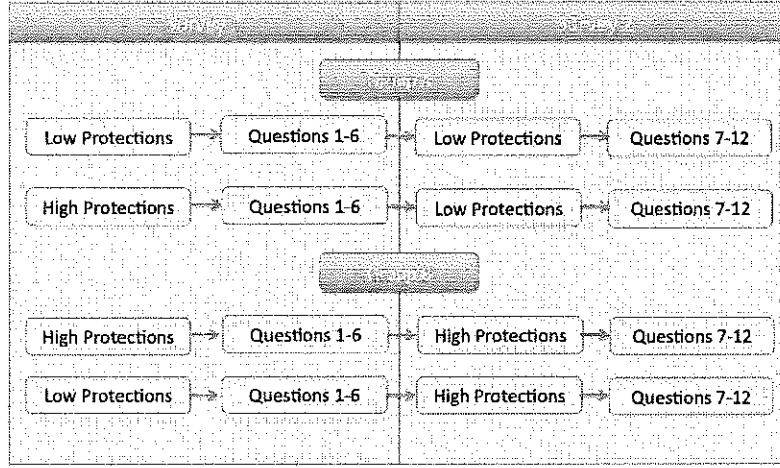 Low Protections Questions 1-6 Low Protections Questions 7-12
High Protections Questions 1-6 Low Protections Questions 7-12
High Protections Questions 1-6 High Protections Questions 7-12
Low Protections Questions 1-6 High Protections Questions 7-12